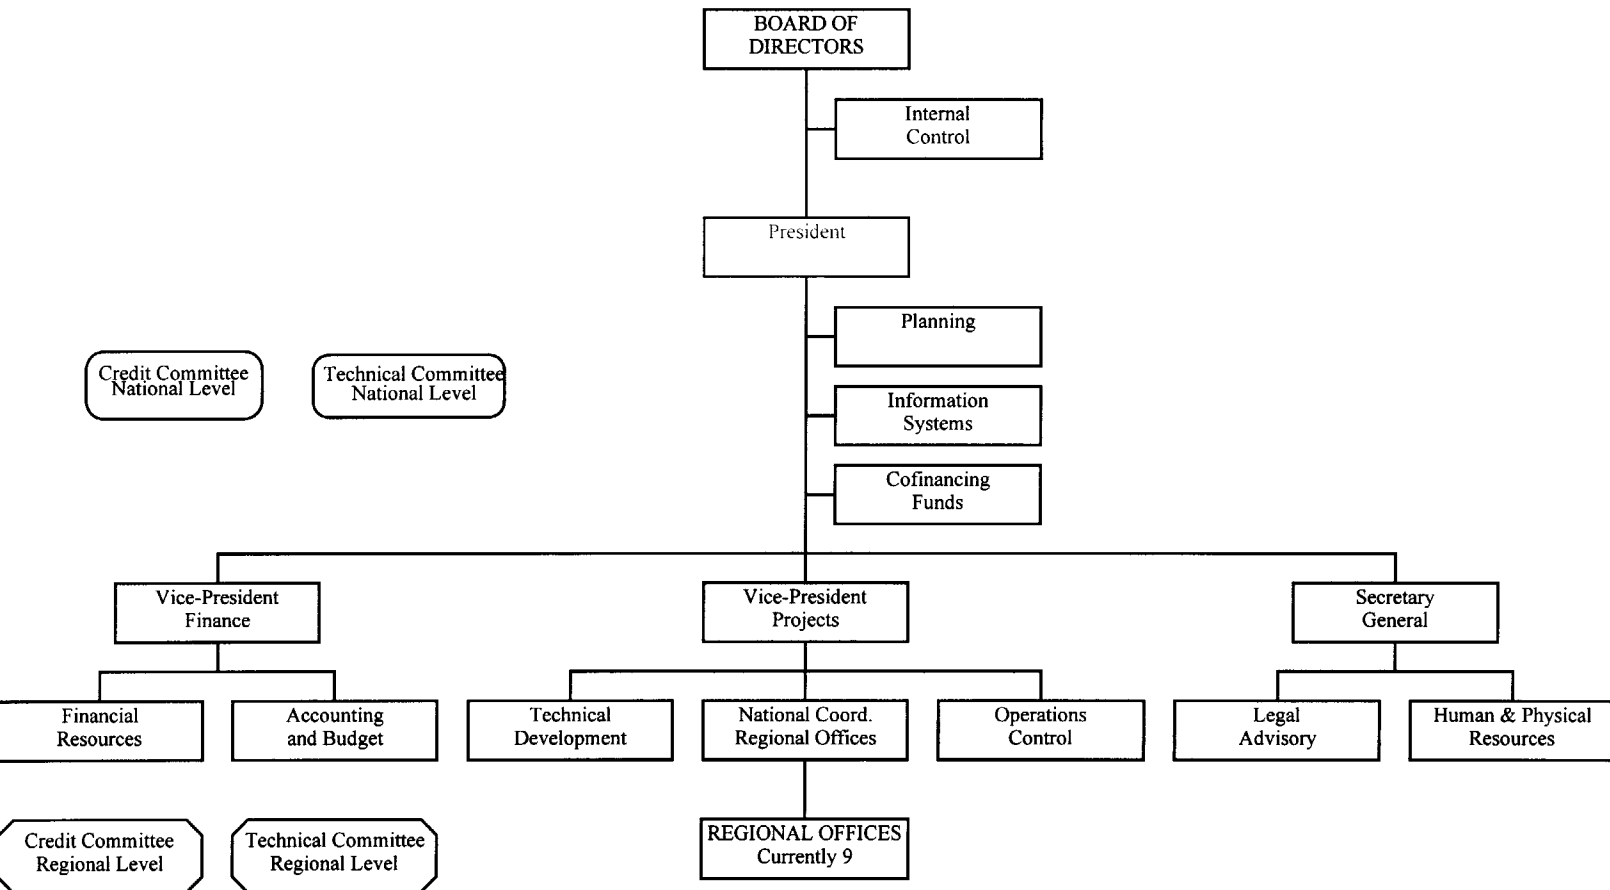 BOARD OF
DIRECTORS
Internal
Control
President
Planning
Credit Committee
National Level
Technical Committee
National Level
Information
Systems
Cofinancing
Funds
Vice-President
Finance
Vice-President
Projects
Secretary
General
Financial
Resources
Accounting
and Budget
Technical
Development
National Coord.
Regional Offices
Operations
Control
Legal
Advisory
Human & Physical
Resources
Credit Committee
Regional Level
Technical Committee
Regional Level
REGIONAL OFFICES
Currently 9